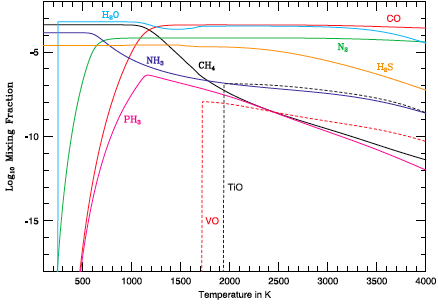 H₂O
CO
N₂
-5
NH₃
CH₄
H₂S
Log₁₀ Mixing Fraction
-10
PH₃
TiO
-15
VO
500 1000 1500 2000 2500 3000 3500 4000
Temperature in K